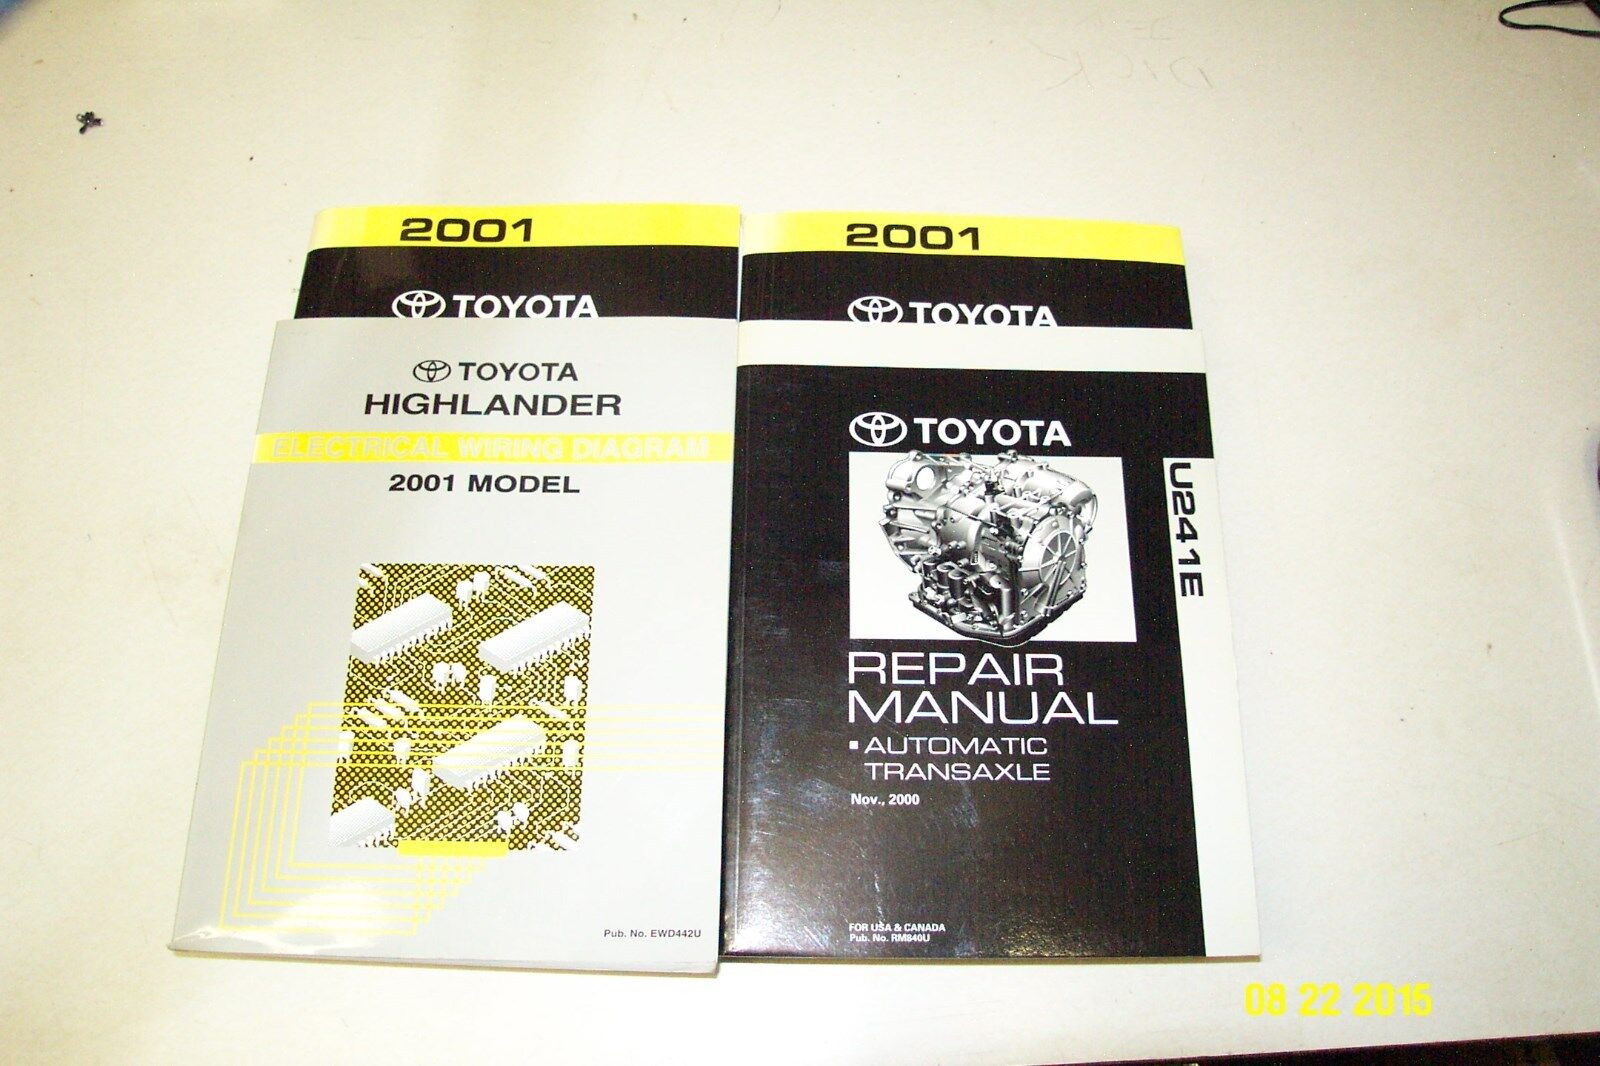 2001
TOYOTA
2001
TOYOTA
TOYOTA
HIGHLANDER
ELECTRICAL WIRING DIAGRAM
2001 MODEL
Pub. No. EWD442U
TOYOTA
U241E
REPAIR
MANUAL
▪ AUTOMATIC
TRANSAXLE
Nov., 2000
FOR USA & CANADA
Pub. No. RM840U
08 22 2015